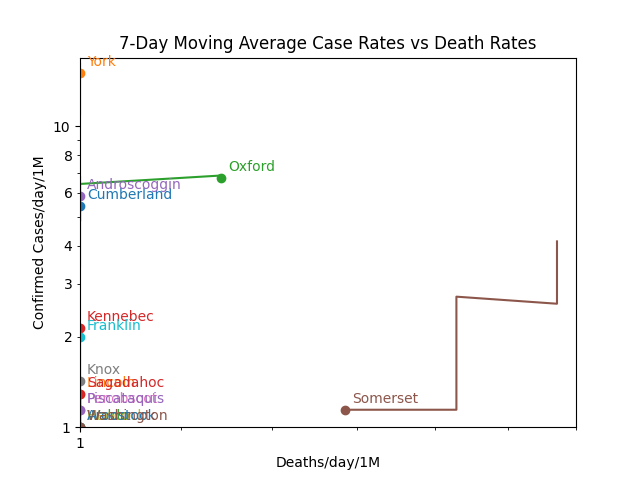 7-Day Moving Average Case Rates vs Death Rates
York
10
Oxford
8
Androscoggin
6
Cumberland
4
3
Kennebec
Franklin
2
Knox
Sagadahoc
Somerset
1
1
Confirmed Cases/day/1M
Deaths/day/1M